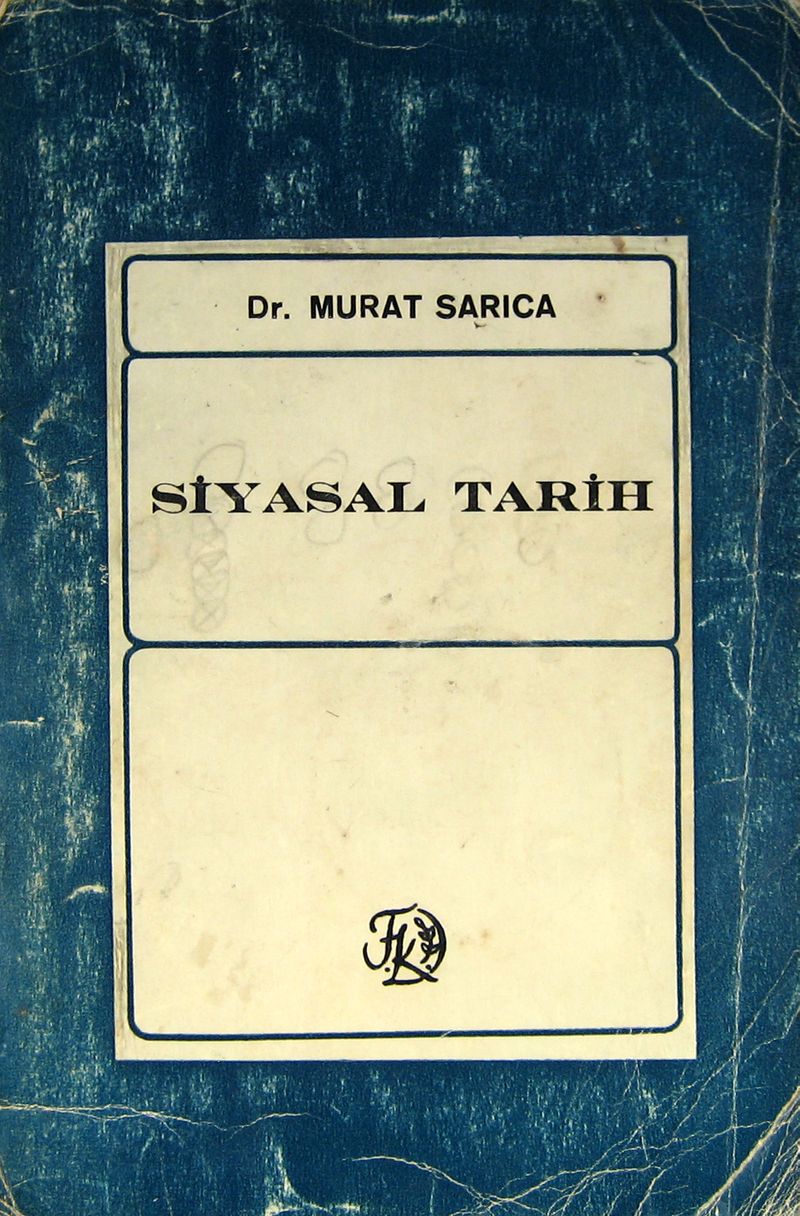 Dr. MURAT SARICA
SİYASAL TARİH
F.K.